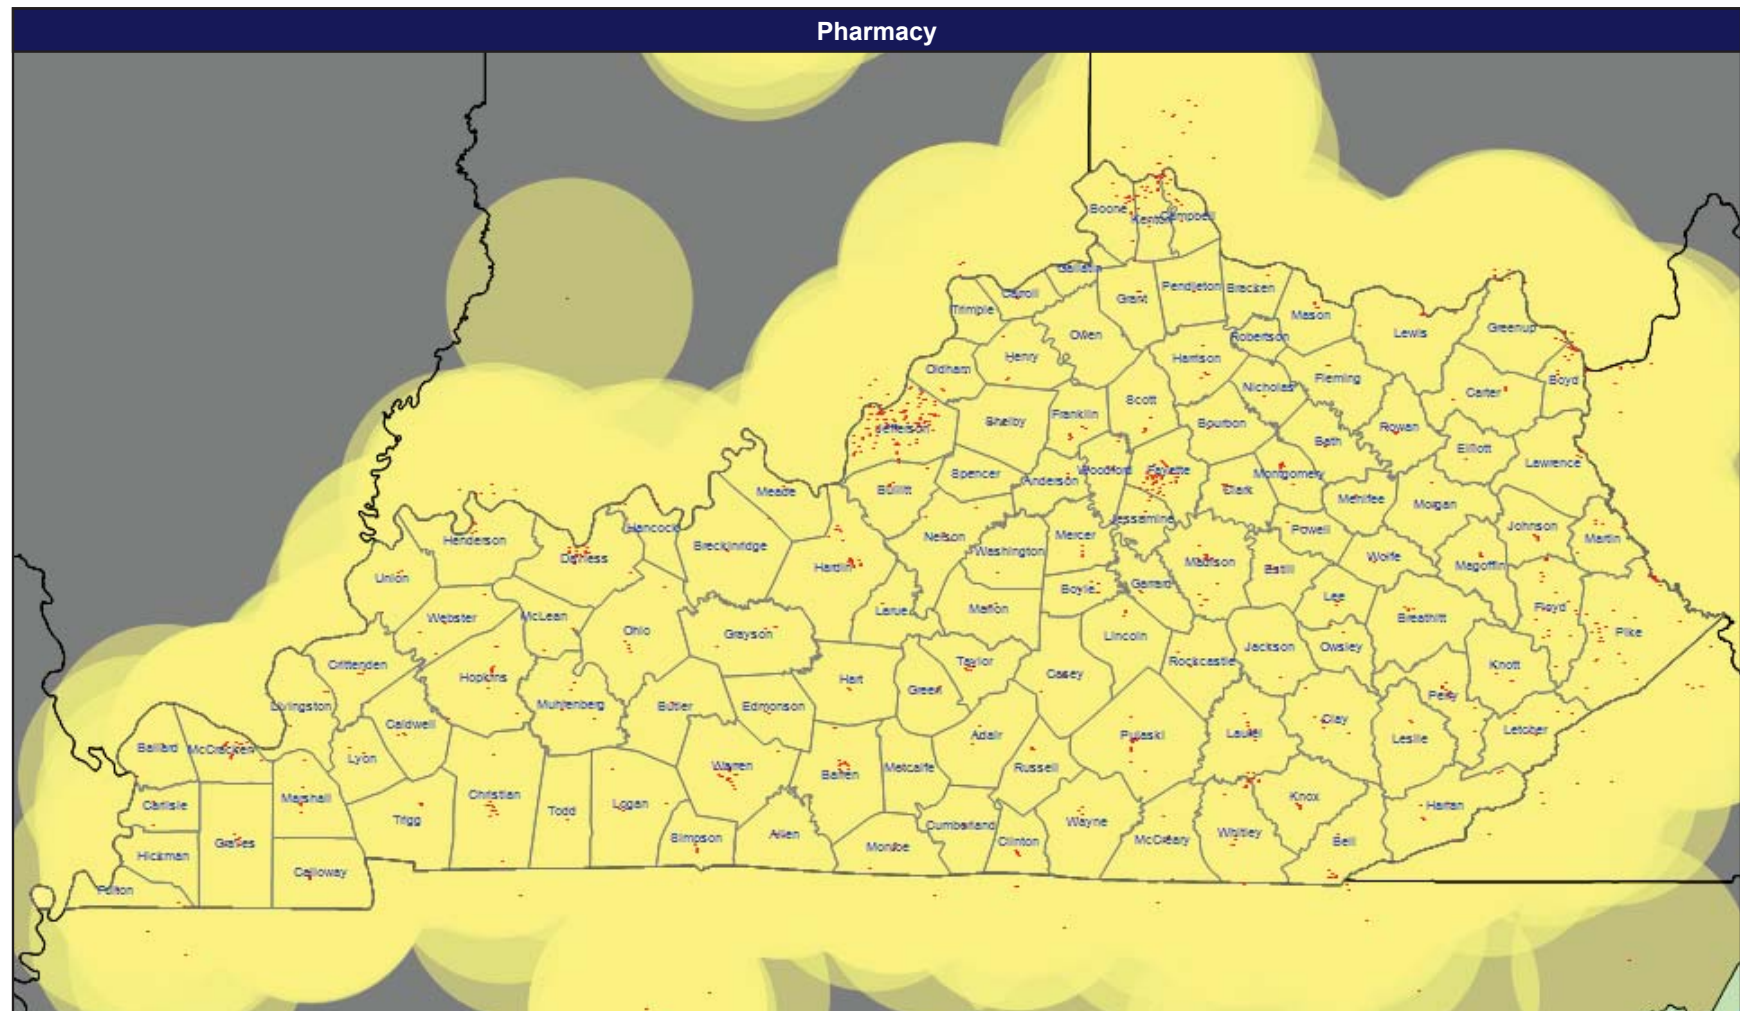 Pharmacy
Boone
Kenton
Campbell
Gallatin
Carroll
Trimple
Grant
Pendleton
Bracken
Owen
Mason
Robertson
Lewis
Greenup
Henry
Oldham
Harrison
Nicholas
Fleming
Carter
Boyd
Scott
Franklin
Shelby
Jefferson
Bourbon
Bath
Rowan
Elliott
Lawrence
Woodford
Fayette
Montgomery
Clark
Spencer
Anderson
Bullitt
Meade
Menifee
Morgan
Jessamine
Powell
Johnson
Martin
Hancock
Henderson
Daviess
Breckinridge
Nelson
Mercer
Washington
Madison
Estill
Wolfe
Magoffin
Hardin
Union
Boyle
Garrard
Lee
Larue
Marion
Floyd
Webster
McLean
Ohio
Grayson
Lincoln
Breathitt
Pike
Jackson
Owsley
Rockcastle
Knott
Crittenden
Hopkins
Hart
Green
Taylor
Casey
Perry
Livingston
Muhlenberg
Butler
Edmonson
Caldwell
Clay
Laurel
Letcher
Leslie
Adair
Pulaski
Ballard
McCracken
Lyon
Warren
Barren
Metcalfe
Russell
Carlisle
Marshall
Christian
Todd
Logan
Trigg
Knox
Harlan
Wayne
Cumberland
Simpson
Allen
Monroe
Clinton
McCreary
Whitley
Bell
Hickman
Graves
Calloway
Fulton